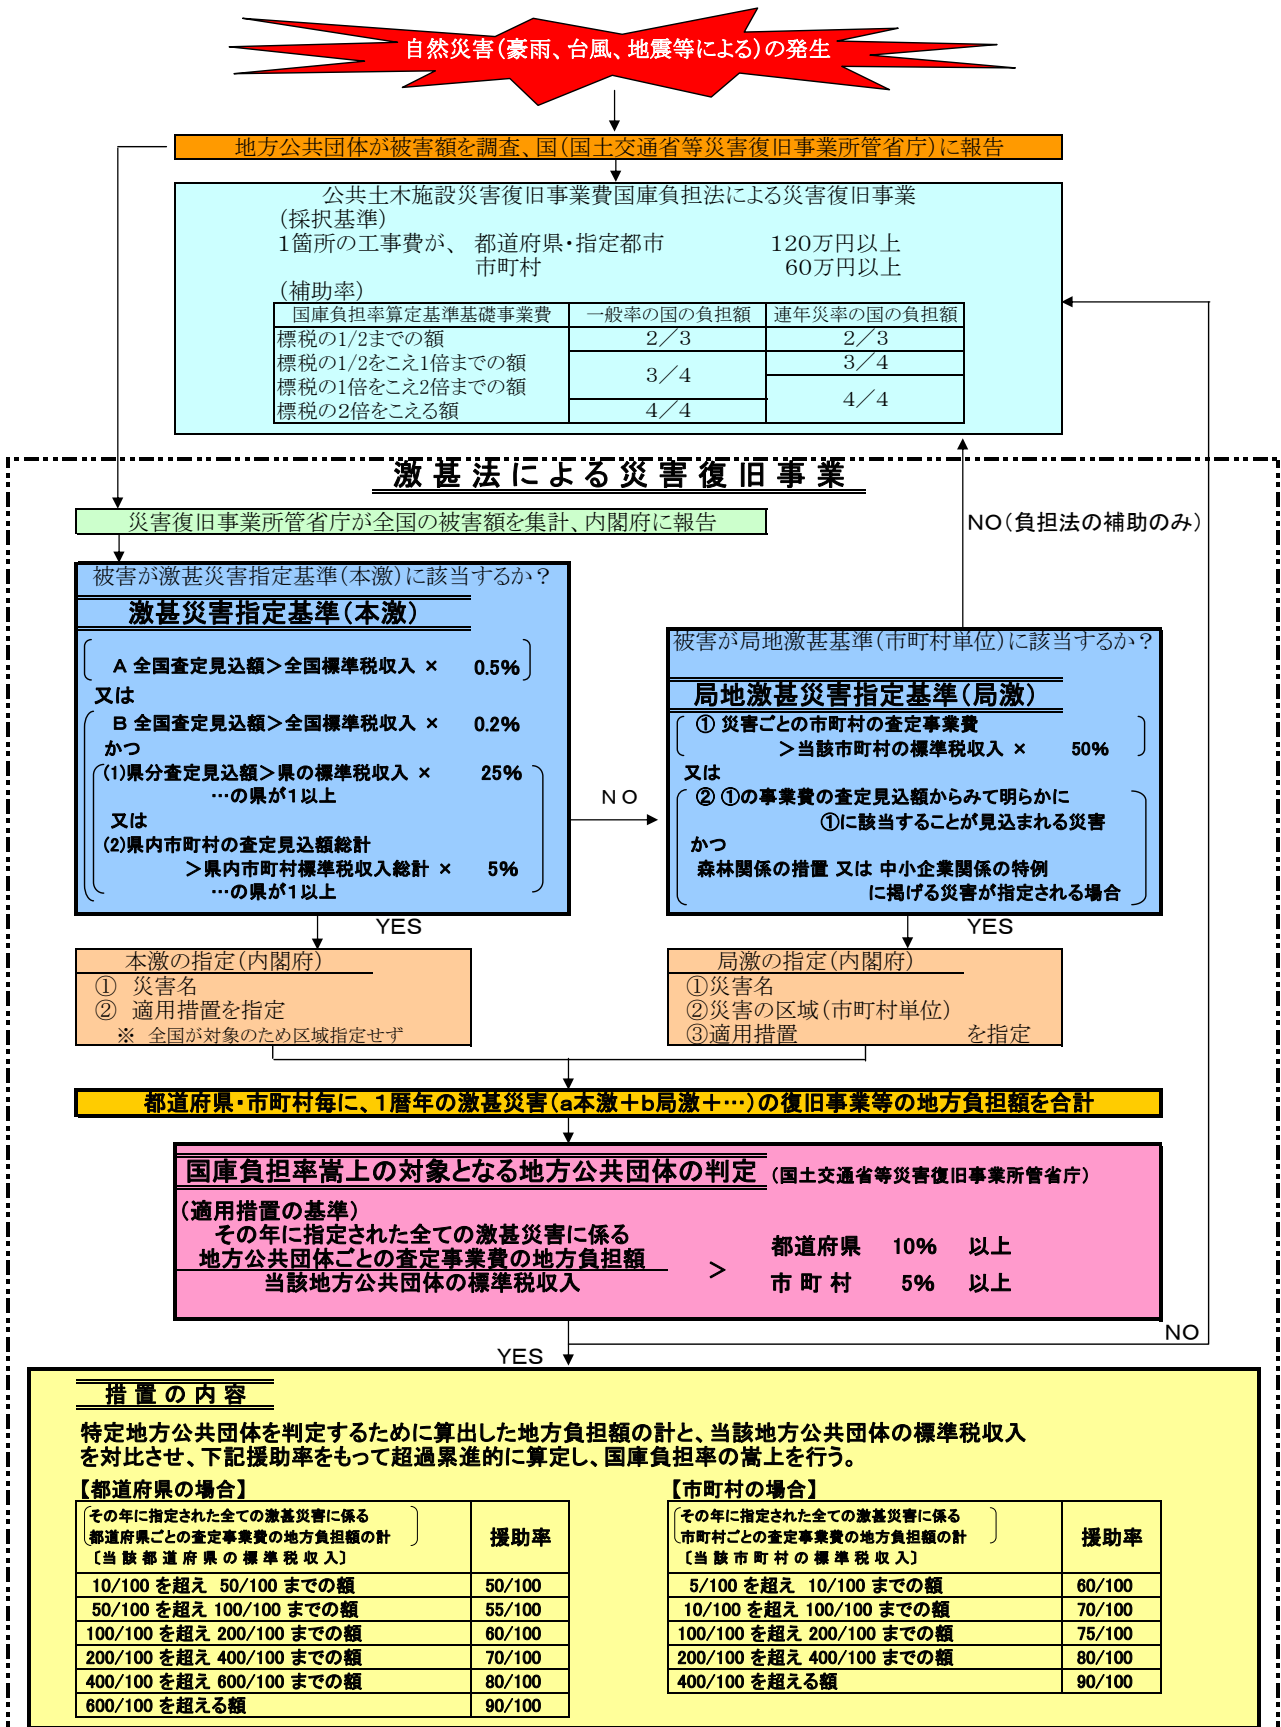 自然災害(豪雨、台風、地震等による)の発生
地方公共団体が被害額を調査、国(国土交通省等災害復旧事業所管省庁)に報告
公共土木施設災害復旧事業費国庫負担法による災害復旧事業
(採択基準)
1箇所の工事費が、 都道府県・指定都市 120万円以上
市町村 60万円以上
(補助率)
国庫負担率算定基準基礎事業費 一般率の国の負担額 連年災率の国の負担額
標税の1/2までの額 2/3 2/3
標税の1/2をこえ1倍までの額 3/4 3/4
標税の1倍をこえ2倍までの額 4/4
標税の2倍をこえる額 4/4
激甚法による災害復旧事業
災害復旧事業所管省庁が全国の被害額を集計、内閣府に報告
NO(負担法の補助のみ)
被害が激甚災害指定基準(本激)に該当するか?
激甚災害指定基準(本激)
A 全国査定見込額>全国標準税収入 × 0.5%
又は
B 全国査定見込額>全国標準税収入 × 0.2%
かつ
(1)県分査定見込額>県の標準税収入 × 25%
…の県が1以上
又は
(2)県内市町村の査定見込額総計
>県内市町村標準税収入総計 × 5%
…の県が1以上
NO
被害が局地激甚基準(市町村単位)に該当するか?
局地激甚災害指定基準(局激)
① 災害ごとの市町村の査定事業費
>当該市町村の標準税収入 × 50%
又は
② ①の事業費の査定見込額からみて明らかに
①に該当することが見込まれる災害
かつ
森林関係の措置 又は 中小企業関係の特例
に掲げる災害が指定される場合
YES
YES
本激の指定(内閣府)
① 災害名
② 適用措置を指定
※ 全国が対象のため区域指定せず
局激の指定(内閣府)
①災害名
②災害の区域(市町村単位)
③適用措置 を指定
都道府県・市町村毎に、1暦年の激甚災害(a本激+b局激+…)の復旧事業等の地方負担額を合計
国庫負担率嵩上の対象となる地方公共団体の判定 (国土交通省等災害復旧事業所管省庁)
(適用措置の基準)
その年に指定された全ての激甚災害に係る
地方公共団体ごとの査定事業費の地方負担額
当該地方公共団体の標準税収入
>
都道府県 10% 以上
市町村 5% 以上
NO
YES
措置の内容
特定地方公共団体を判定するために算出した地方負担額の計と、当該地方公共団体の標準税収入
を対比させ、下記援助率をもって超過累進的に算定し、国庫負担率の嵩上を行う。
【都道府県の場合】
その年に指定された全ての激甚災害に係る
都道府県ごとの査定事業費の地方負担額の計
〔当該都道府県の標準税収入〕
援助率
10/100 を超え 50/100 までの額 50/100
50/100 を超え 100/100 までの額 55/100
100/100 を超え 200/100 までの額 60/100
200/100 を超え 400/100 までの額 70/100
400/100 を超え 600/100 までの額 80/100
600/100 を超える額 90/100
【市町村の場合】
その年に指定された全ての激甚災害に係る
市町村ごとの査定事業費の地方負担額の計
〔当該市町村の標準税収入〕
援助率
5/100 を超え 10/100 までの額 60/100
10/100 を超え 100/100 までの額 70/100
100/100 を超え 200/100 までの額 75/100
200/100 を超え 400/100 までの額 80/100
400/100 を超える額 90/100